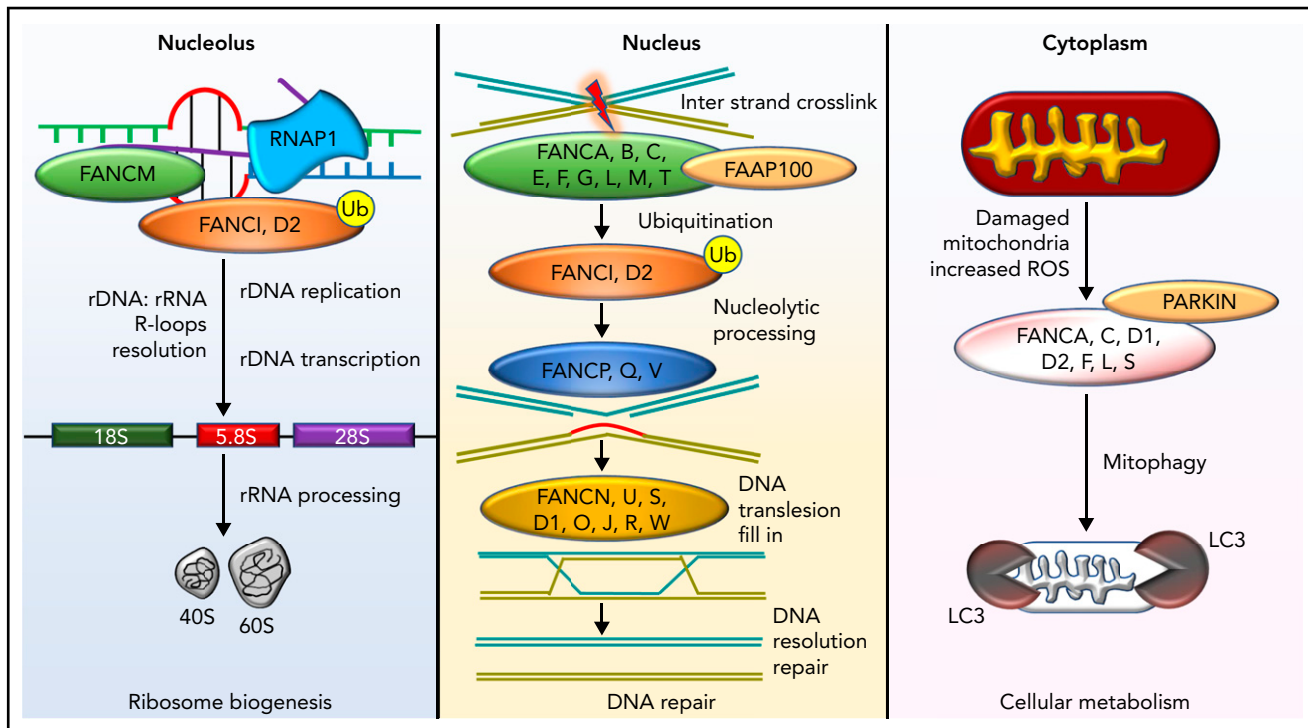 Nucleolus
RNAP1
FANCM
Ub
FANCI, D2
rDNA: rRNA
R-loops
resolution
rDNA replication
rDNA transcription
18S
5.8S
28S
rRNA processing
40S
60S
Ribosome biogenesis
Nucleus
Inter strand crosslink
FANCA, B, C,
E, F, G, L, M, T
FAAP100
Ubiquitination
Ub
FANCI, D2
Nucleolytic
processing
FANCP, Q, V
FANCN, U, S,
D1, O, J, R, W
DNA
translesion
fill in
DNA
resolution
repair
DNA repair
Cytoplasm
Damaged
mitochondria
increased ROS
PARKIN
FANCA, C, D1,
D2, F, L, S
Mitophagy
LC3
LC3
Cellular metabolism